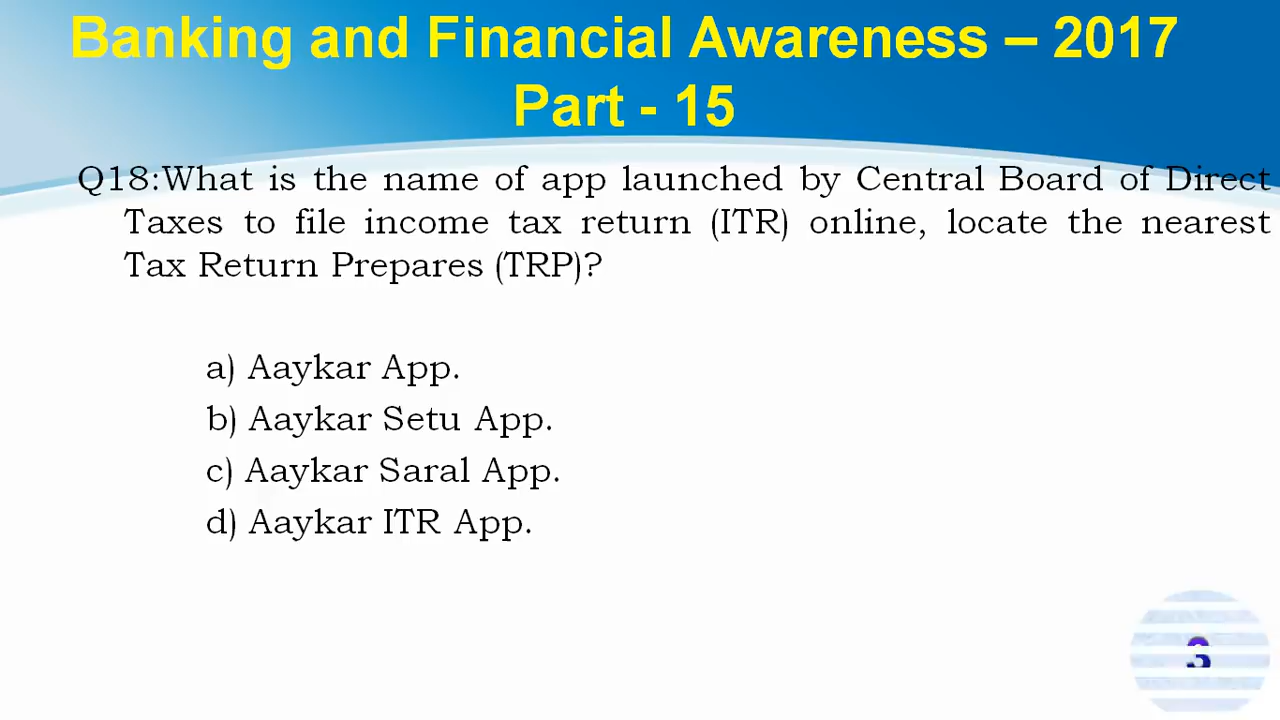 Banking and Financial Awareness – 2017
Part - 15
Q18:What is the name of app launched by Central Board of Direct
Taxes to file income tax return (ITR) online, locate the nearest
Tax Return Prepares (TRP)?
a) Aaykar App.
b) Aaykar Setu App.
c) Aaykar Saral App.
d) Aaykar ITR App.
3